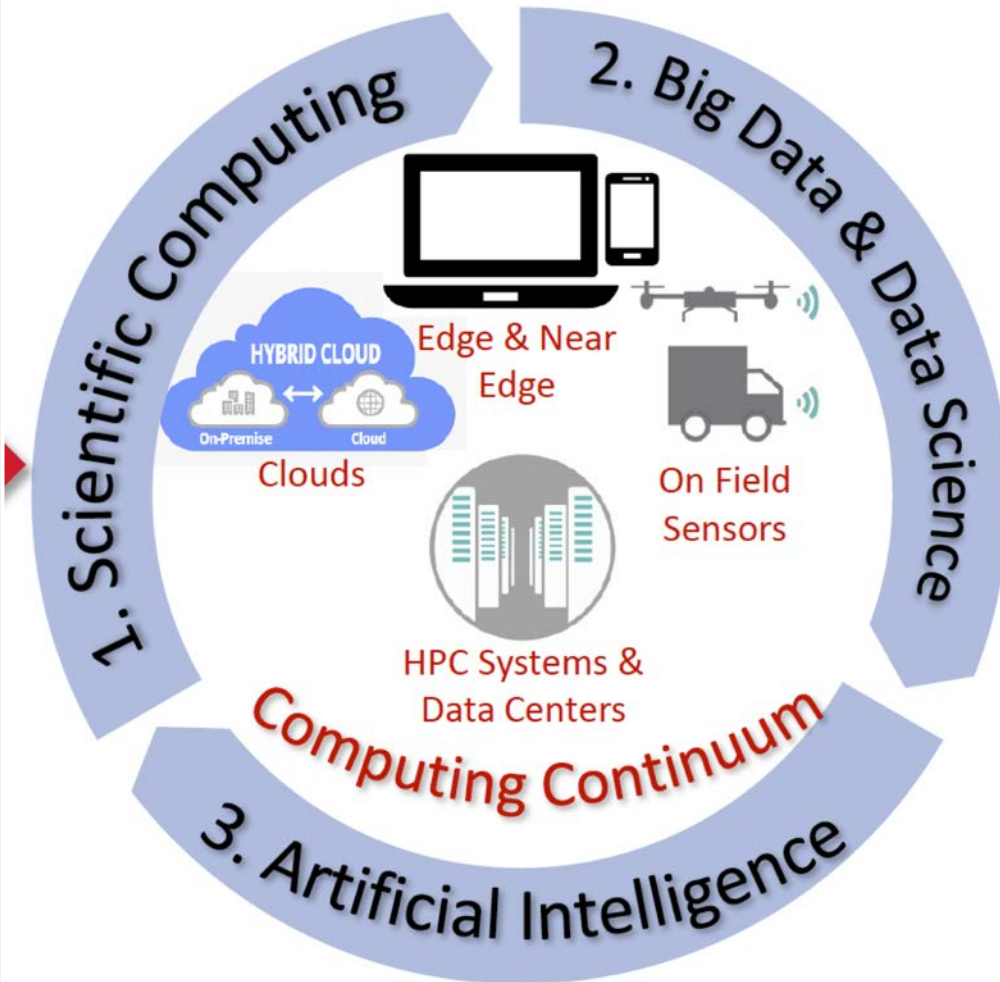 1. Scientific Computing
2. Big Data & Data Science
Edge & Near
Edge
HYBRID CLOUD
On-Premise
Cloud
Clouds
On Field
Sensors
HPC Systems &
Data Centers
Computing Continuum
3. Artificial Intelligence